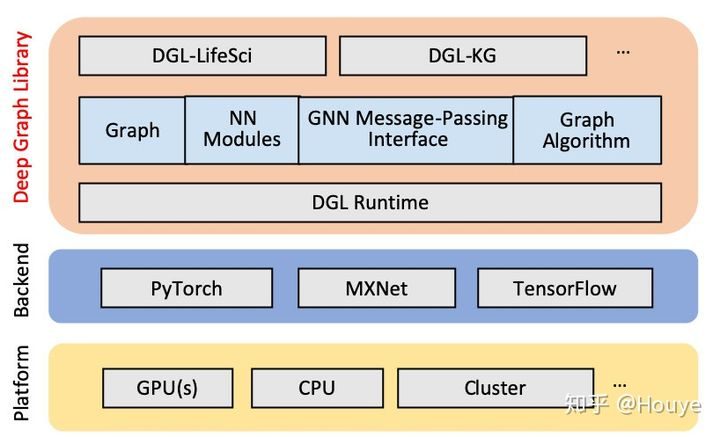 Deep Graph Library
DGL-LifeSci
DGL-KG
...
Graph
NN
Modules
GNN Message-Passing
Interface
Graph
Algorithm
DGL Runtime
Backend
PyTorch
MXNet
TensorFlow
Platform
GPU(s)
CPU
Cluster
...
知乎 @Houye